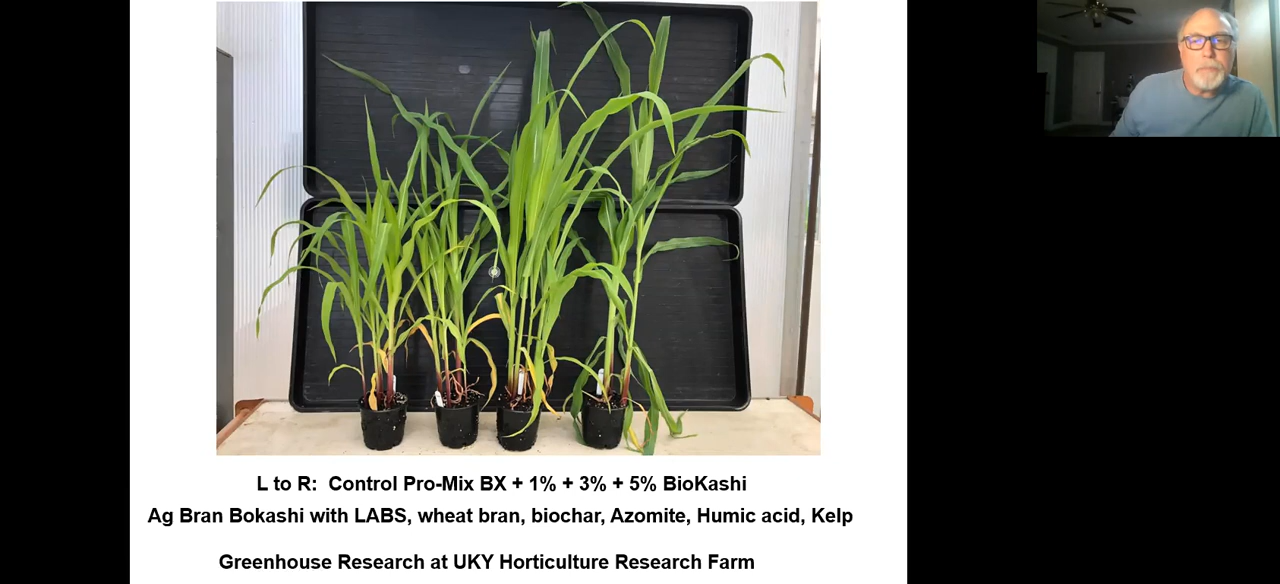 L to R: Control Pro-Mix BX + 1% + 3% + 5% BioKashi
Ag Bran Bokashi with LABS, wheat bran, biochar, Azomite, Humic acid, Kelp
Greenhouse Research at UKY Horticulture Research Farm